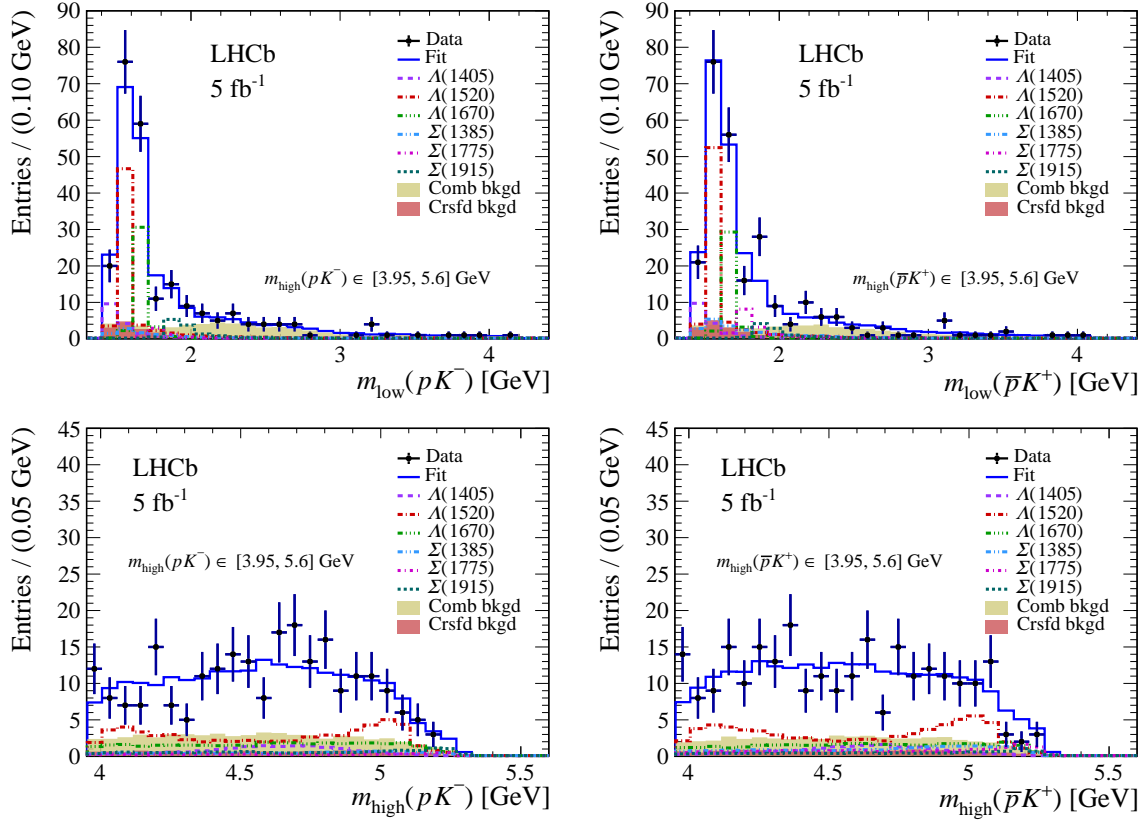 Entries / (0.10 GeV)
90
80
70
60
50
40
30
20
10
0
LHCb
5 fb⁻¹
Data
Fit
Λ(1405)
Λ(1520)
Λ(1670)
Σ(1385)
Σ(1775)
Σ(1915)
Comb bkgd
Crsfd bkgd
m_high(pK⁻) ∈ [3.95, 5.6] GeV
2 3 4
m_low(pK⁻) [GeV]
Entries / (0.10 GeV)
90
80
70
60
50
40
30
20
10
0
LHCb
5 fb⁻¹
Data
Fit
Λ(1405)
Λ(1520)
Λ(1670)
Σ(1385)
Σ(1775)
Σ(1915)
Comb bkgd
Crsfd bkgd
m_high(p̅K⁺) ∈ [3.95, 5.6] GeV
2 3 4
m_low(p̅K⁺) [GeV]
Entries / (0.05 GeV)
45
40
35
30
25
20
15
10
5
0
LHCb
5 fb⁻¹
Data
Fit
Λ(1405)
Λ(1520)
Λ(1670)
Σ(1385)
Σ(1775)
Σ(1915)
Comb bkgd
Crsfd bkgd
m_high(pK⁻) ∈ [3.95, 5.6] GeV
4 4.5 5 5.5
m_high(pK⁻) [GeV]
Entries / (0.05 GeV)
45
40
35
30
25
20
15
10
5
0
LHCb
5 fb⁻¹
Data
Fit
Λ(1405)
Λ(1520)
Λ(1670)
Σ(1385)
Σ(1775)
Σ(1915)
Comb bkgd
Crsfd bkgd
m_high(p̅K⁺) ∈ [3.95, 5.6] GeV
4 4.5 5 5.5
m_high(p̅K⁺) [GeV]